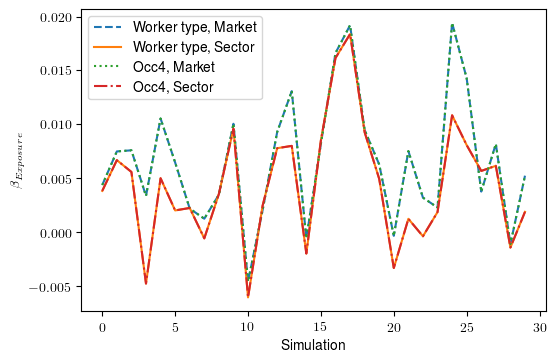 0.020
0.015
0.010
0.005
0.000
−0.005
β_Exposure
Worker type, Market
Worker type, Sector
Occ4, Market
Occ4, Sector
0 5 10 15 20 25 30
Simulation